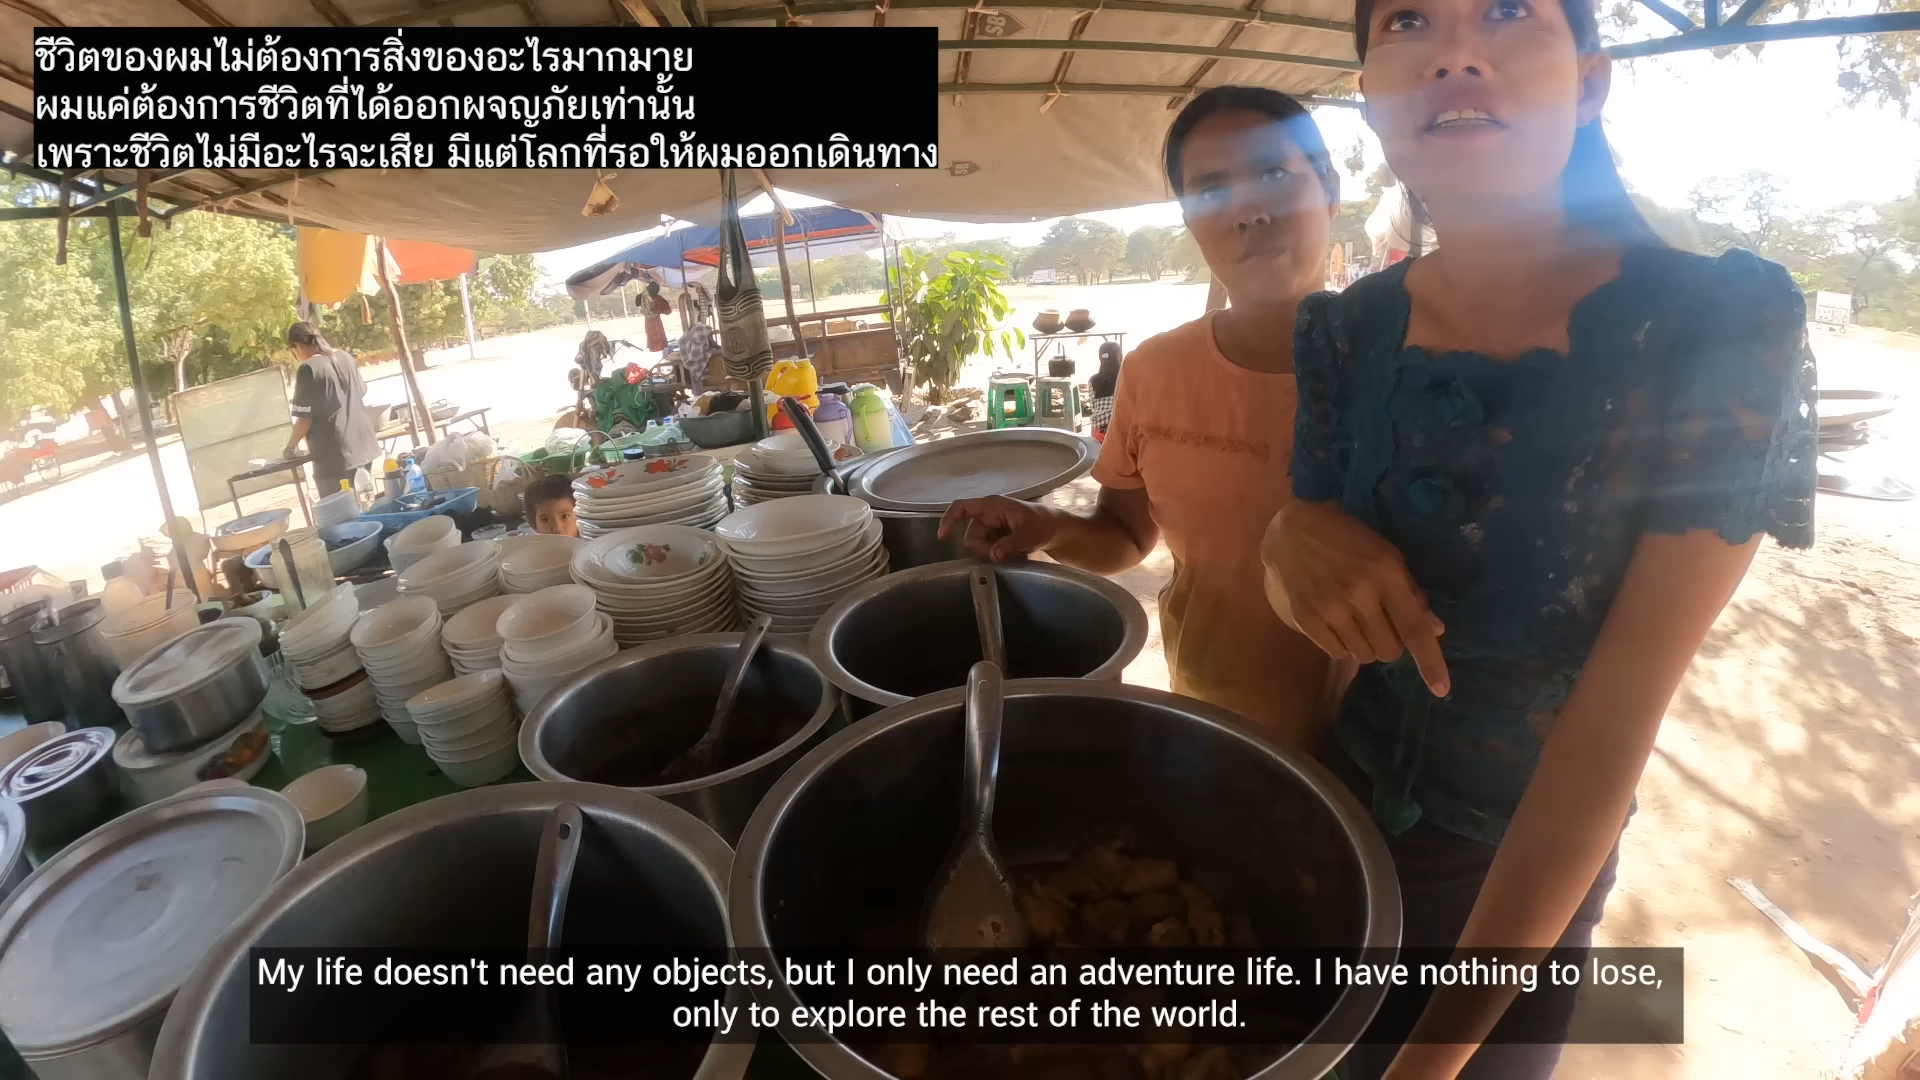 ชีวิตของผมไม่ต้องการสิ่งของอะไรมากมาย
ผมแค่ต้องการชีวิตที่ได้ออกผจญภัยเท่านั้น
เพราะชีวิตไม่มีอะไรจะเสีย มีแต่โลกที่รอให้ผมออกเดินทาง
SB
SB
My life doesn't need any objects, but I only need an adventure life. I have nothing to lose,
only to explore the rest of the world.